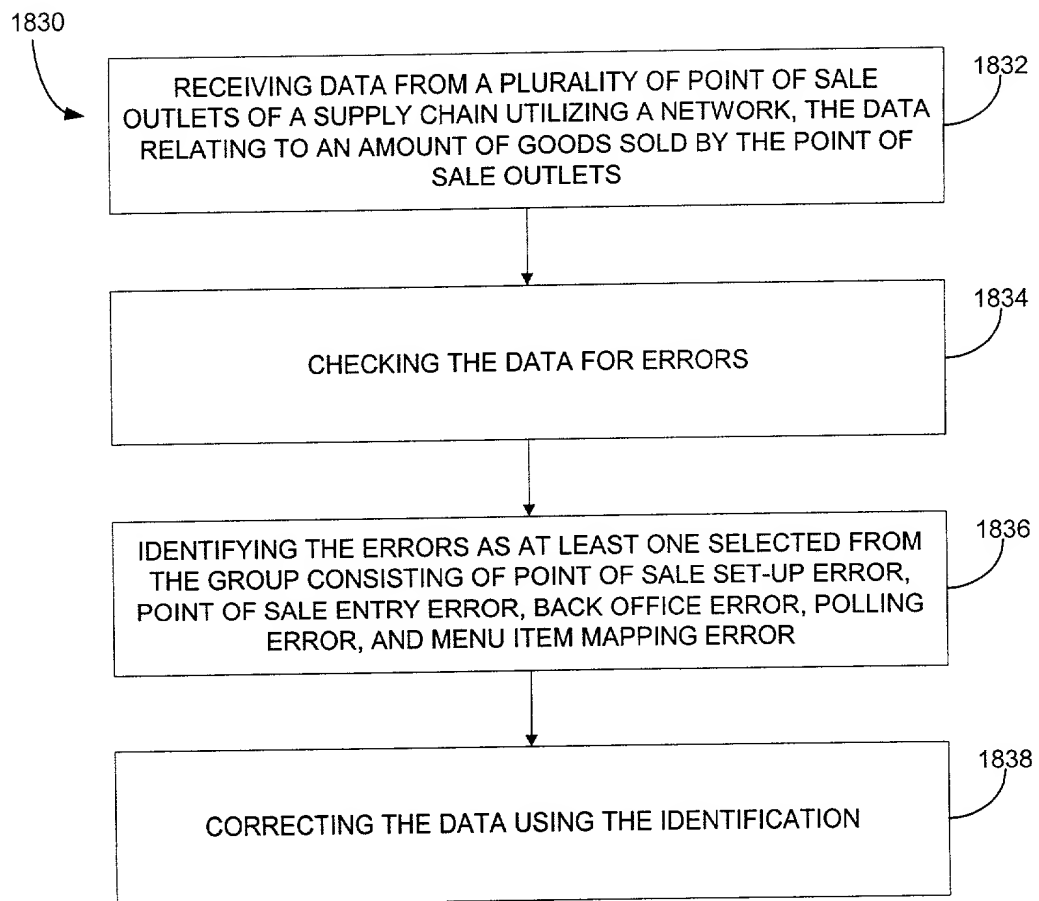 1830
RECEIVING DATA FROM A PLURALITY OF POINT OF SALE
OUTLETS OF A SUPPLY CHAIN UTILIZING A NETWORK, THE DATA
RELATING TO AN AMOUNT OF GOODS SOLD BY THE POINT OF
SALE OUTLETS
1832
CHECKING THE DATA FOR ERRORS
1834
IDENTIFYING THE ERRORS AS AT LEAST ONE SELECTED FROM
THE GROUP CONSISTING OF POINT OF SALE SET-UP ERROR,
POINT OF SALE ENTRY ERROR, BACK OFFICE ERROR, POLLING
ERROR, AND MENU ITEM MAPPING ERROR
1836
CORRECTING THE DATA USING THE IDENTIFICATION
1838